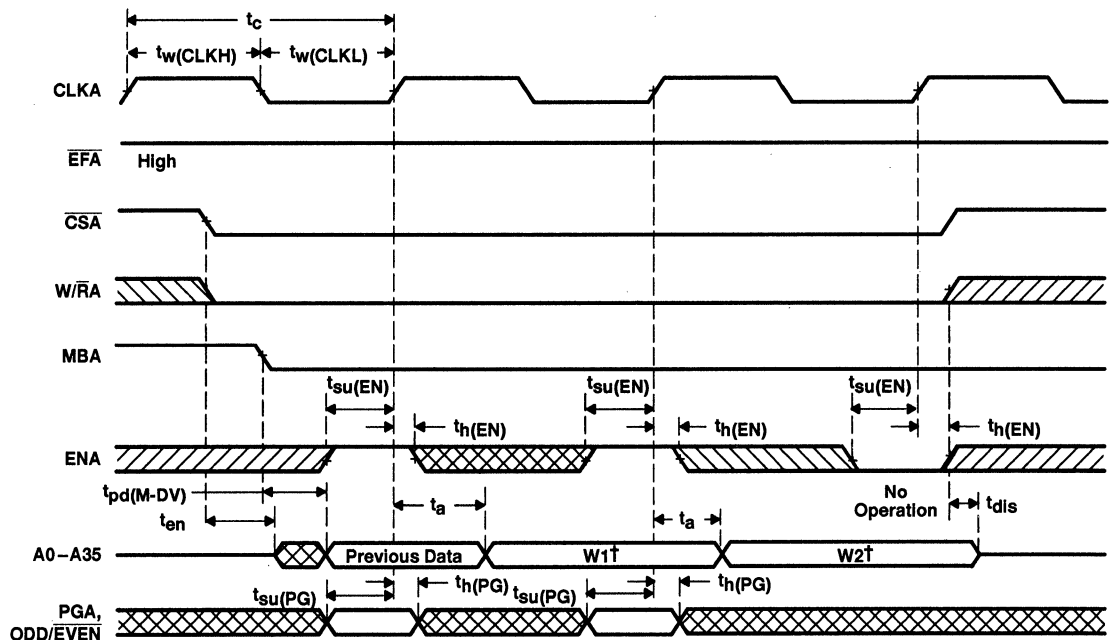 tc
tw(CLKH) tw(CLKL)
CLKA
EFA High
CSA
W/RA
MBA
tsu(EN) tsu(EN) tsu(EN)
th(EN) th(EN) th(EN)
ENA
tpd(M-DV) No
Operation
ta ta tdis
ten
A0–A35 Previous Data W1† W2†
tsu(PG) th(PG) tsu(PG) th(PG)
PGA,
ODD/EVEN